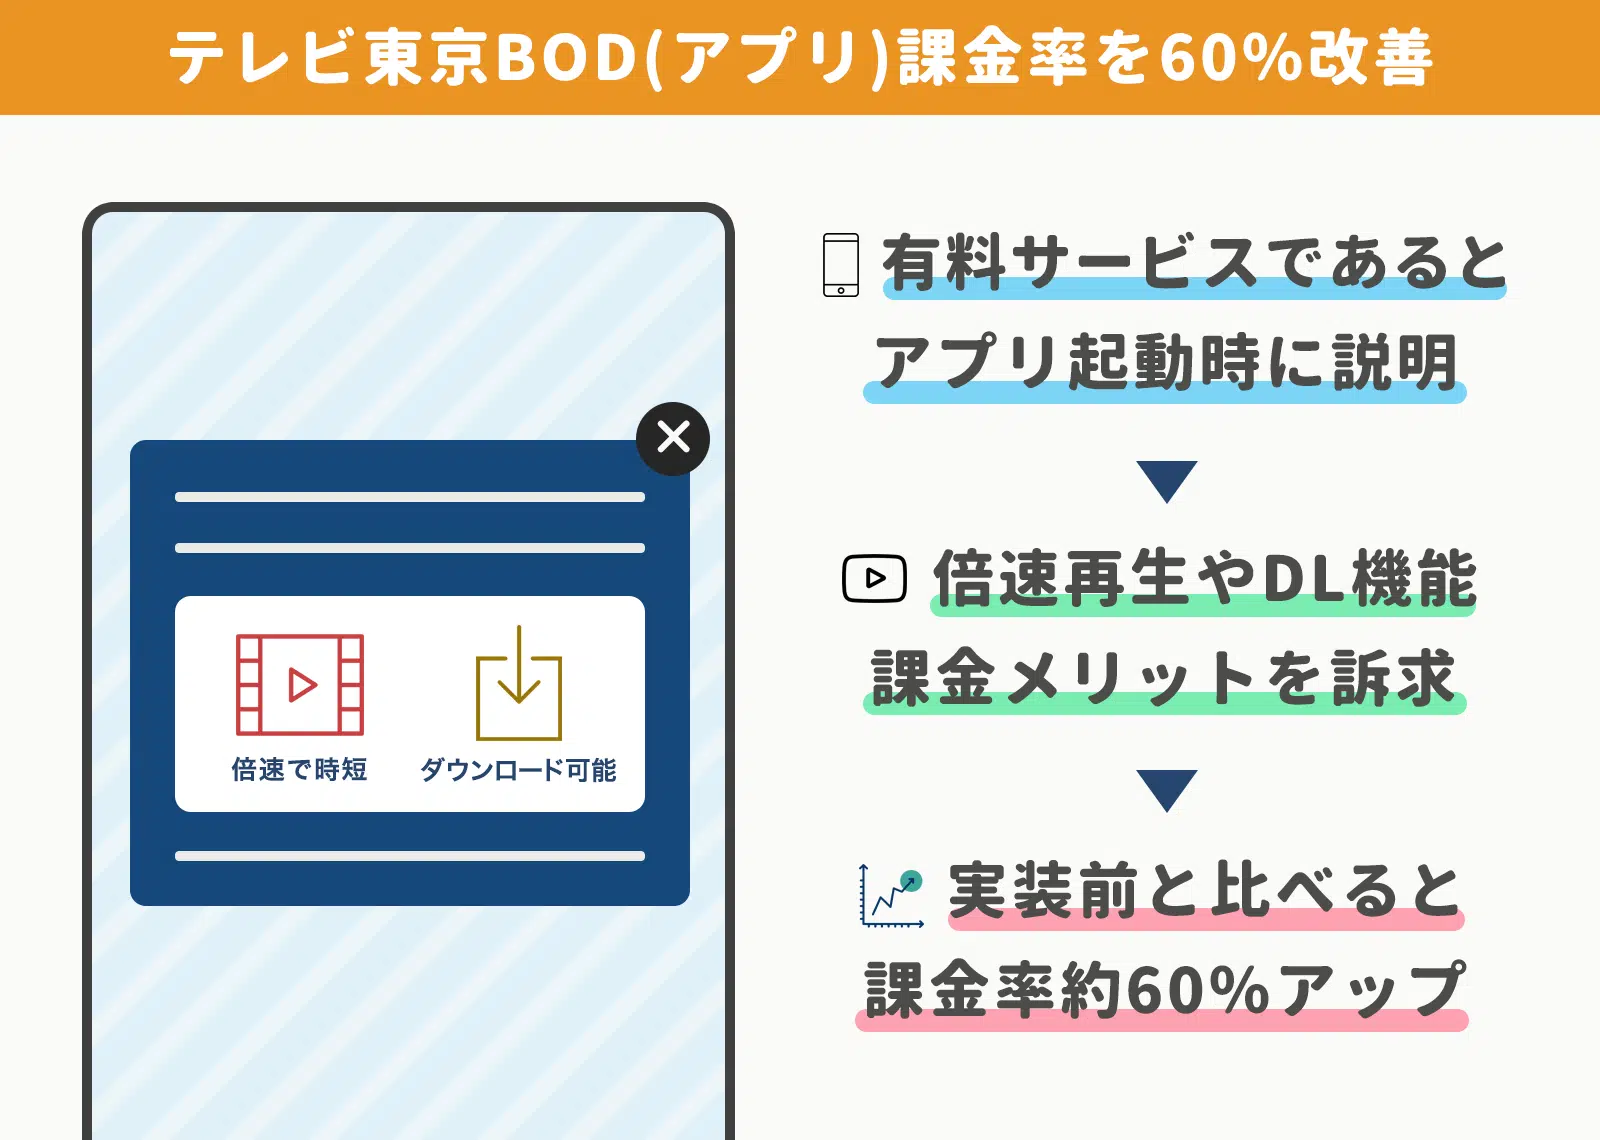 テレビ東京BOD(アプリ)課金率を60%改善
倍速で時短
ダウンロード可能
有料サービスであると
アプリ起動時に説明
倍速再生やDL機能
課金メリットを訴求
実装前と比べると
課金率約60%アップ